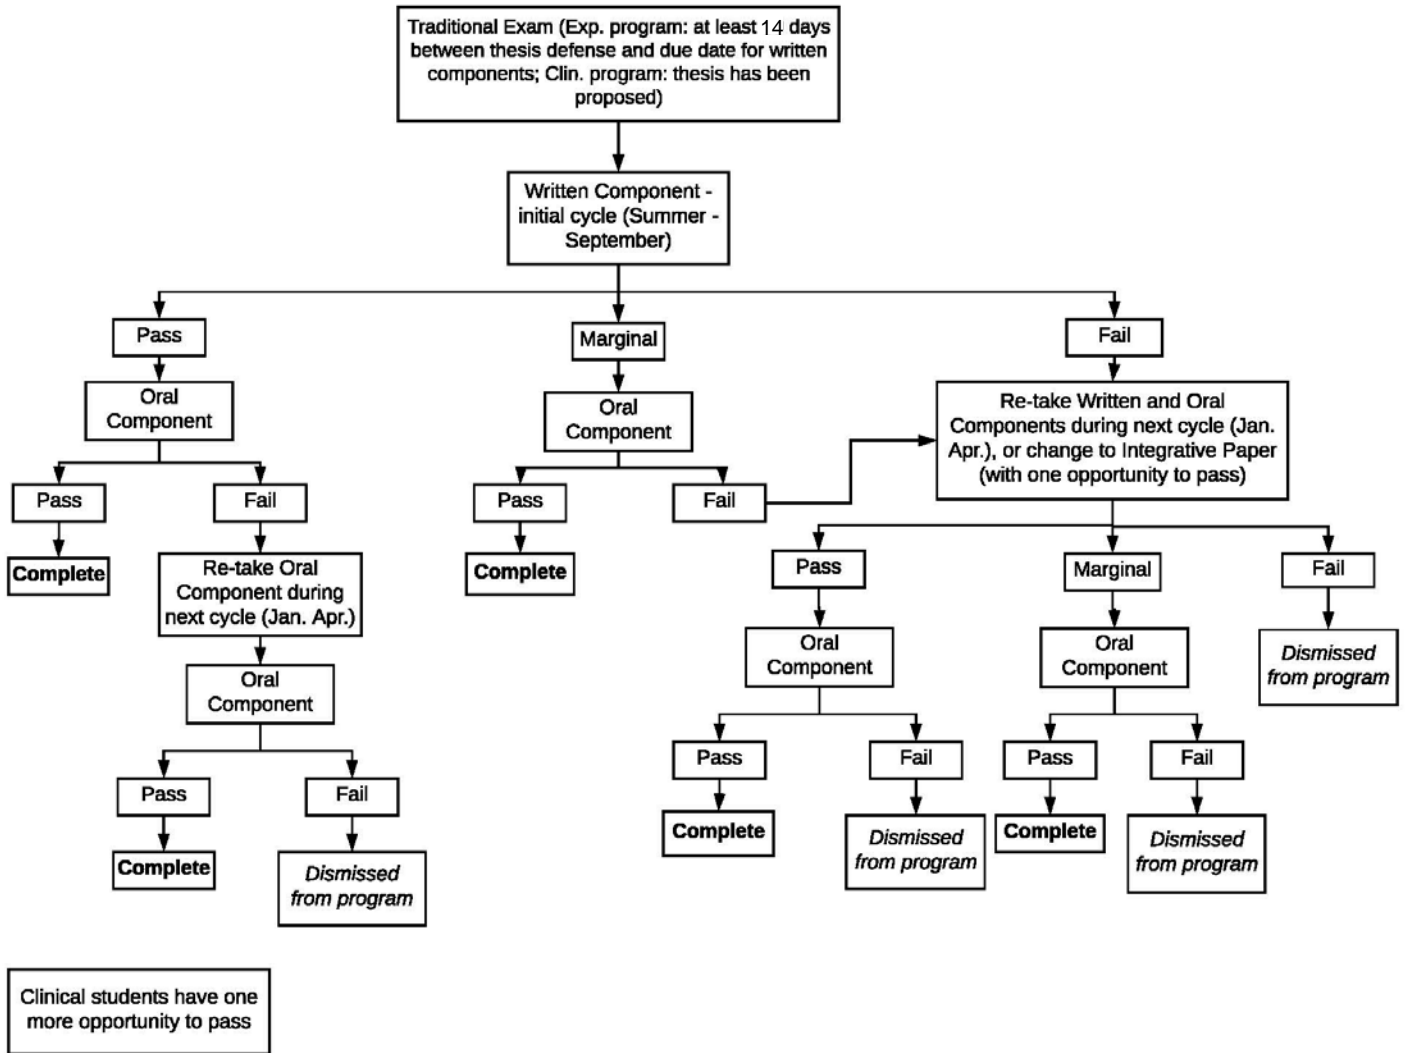 Traditional Exam (Exp. program: at least 14 days
between thesis defense and due date for written
components; Clin. program: thesis has been
proposed)
Written Component -
initial cycle (Summer -
September)
Pass
Marginal
Fail
Oral
Component
Oral
Component
Re-take Written and Oral
Components during next cycle (Jan.
Apr.), or change to Integrative Paper
(with one opportunity to pass)
Pass
Fail
Pass
Fail
Complete
Re-take Oral
Component during
next cycle (Jan. Apr.)
Complete
Pass
Marginal
Fail
Oral
Component
Oral
Component
Oral
Component
Dismissed
from program
Pass
Fail
Pass
Fail
Pass
Fail
Complete
Dismissed
from program
Complete
Dismissed
from program
Complete
Dismissed
from program
Clinical students have one
more opportunity to pass